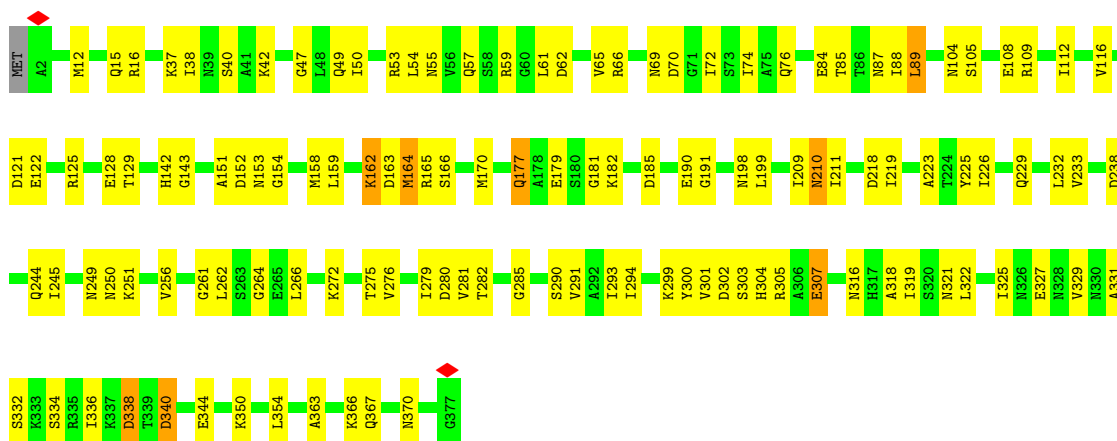 MET A2 M12 Q15 R16 K37 I38 N39 S40 A41 K42 G47 L48 Q49 I50 R53 L54 N55 V56 Q57 S58 R59 G60 L61 D62 V65 R66 N69 D70 G71 I72 S73 I74 A75 Q76 E84 T85 T86 N87 I88 L89 N104 S105 E108 R109 I112 V116
D121 E122 R125 E128 T129 H142 G143 A151 D152 N153 G154 M158 L159 K162 D163 M164 R165 S166 M170 Q177 A178 E179 S180 G181 K182 D185 E190 G191 N198 L199 I209 N210 I211 D218 I219 A223 T224 Y225 I226 Q229 L232 V233 D238
Q244 I245 N249 N250 K251 V256 G261 L262 S263 G264 E265 L266 K272 T275 V276 I279 D280 V281 T282 G285 S290 V291 A292 I293 I294 K299 Y300 V301 D302 S303 H304 R305 A306 E307 N316 H317 A318 I319 S320 N321 L322 I325 N326 E327 N328 V329 N330 A331
S332 K333 S334 R335 I336 K337 D338 T339 D340 E344 K350 L354 A363 K366 Q367 N370 G377